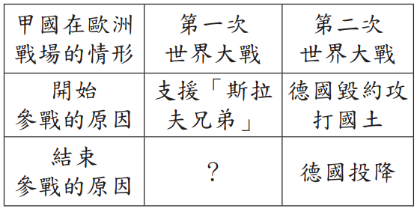 甲國在歐洲
戰場的情形
第一次
世界大戰
第二次
世界大戰
開始
參戰的原因
支援「斯拉
夫兄弟」
德國毀約攻
打國土
結束
參戰的原因
?
德國投降